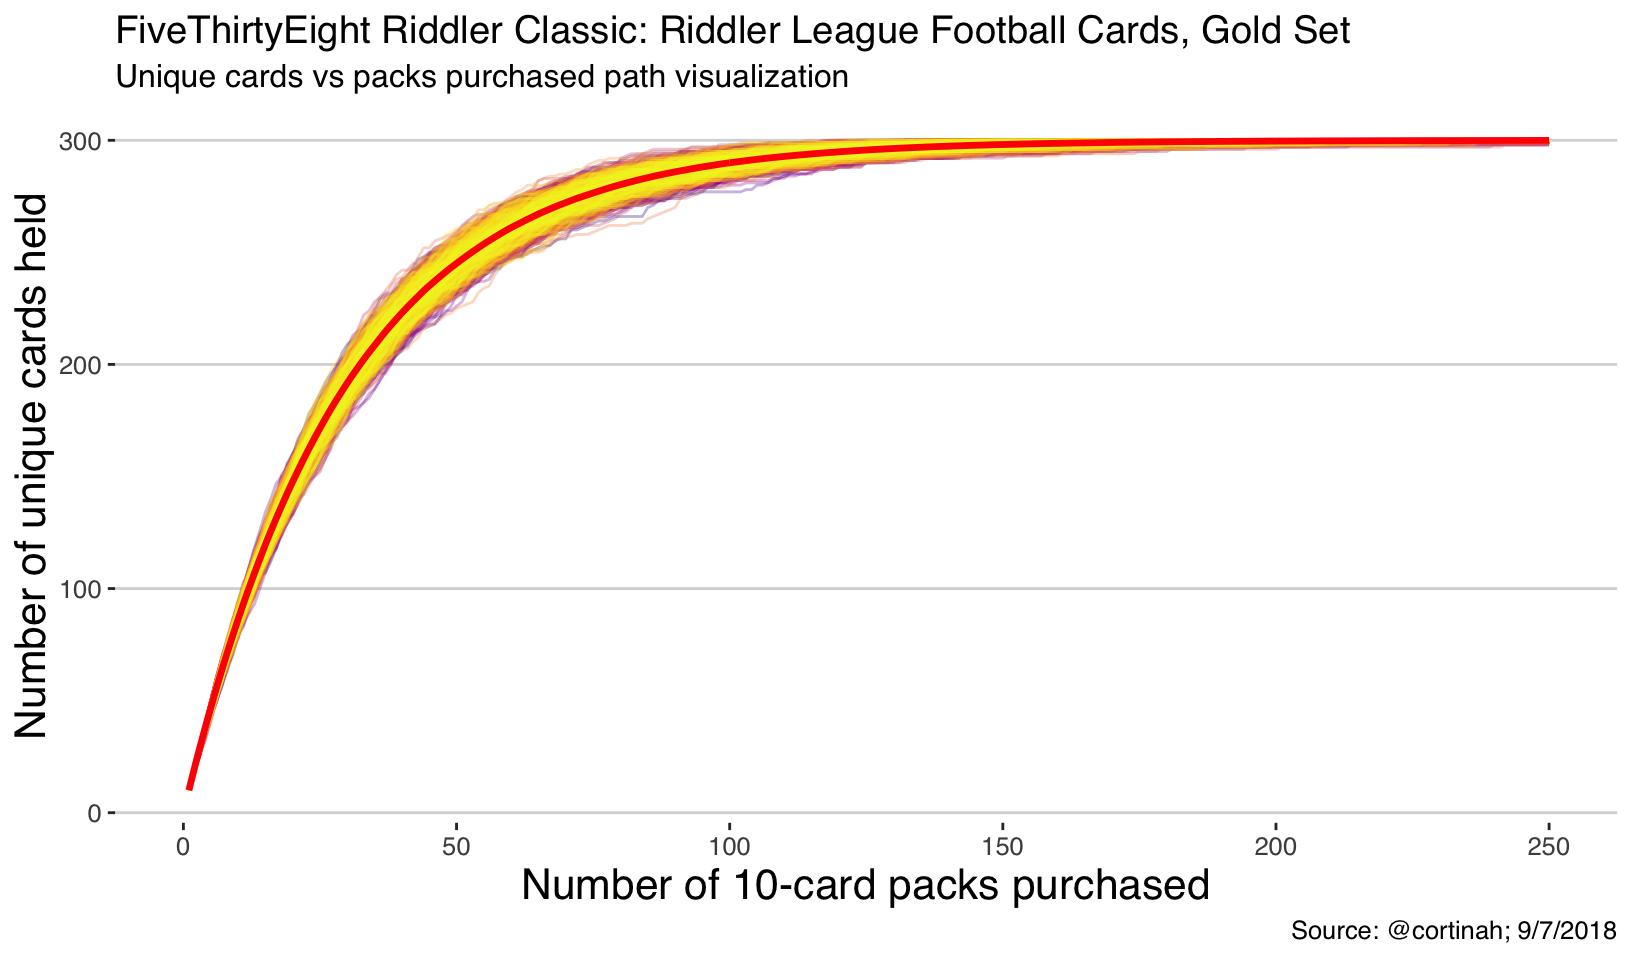 FiveThirtyEight Riddler Classic: Riddler League Football Cards, Gold Set
Unique cards vs packs purchased path visualization
Number of unique cards held
300
200
100
0
0 50 100 150 200 250
Number of 10-card packs purchased
Source: @cortinah; 9/7/2018